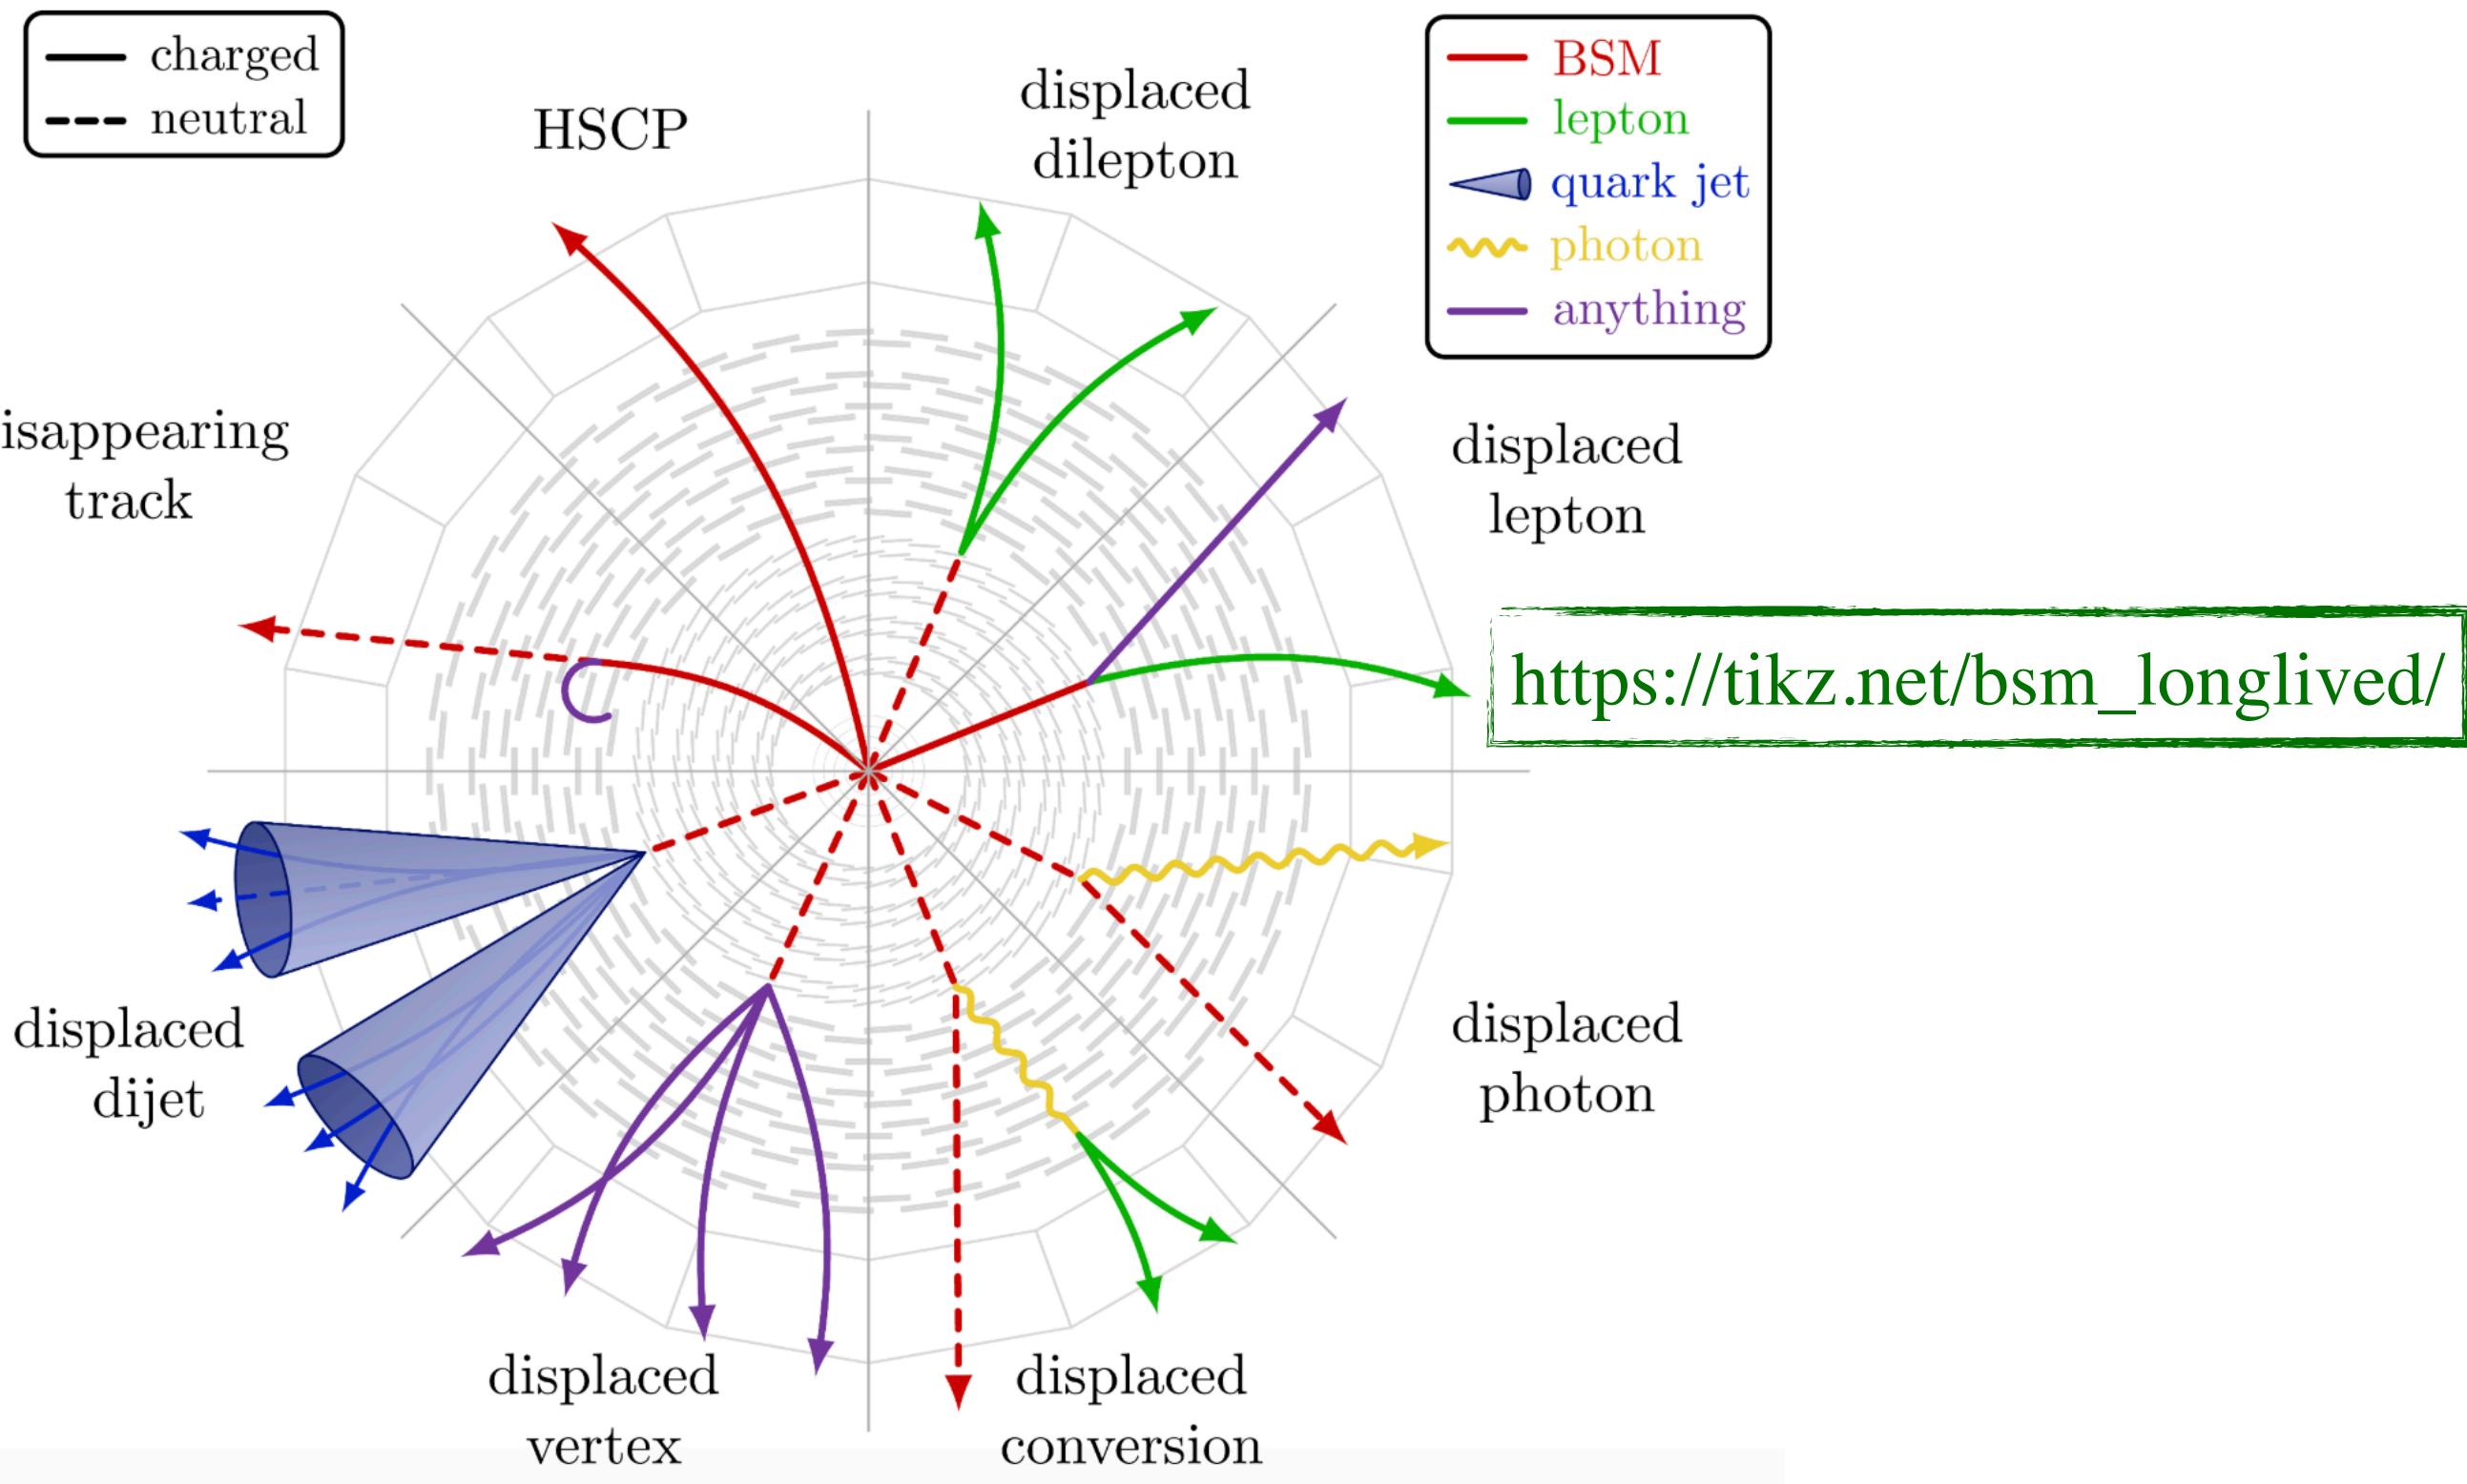 charged
neutral
HSCP
displaced
dilepton
BSM
lepton
quark jet
photon
anything
isappearing
track
displaced
lepton
https://tikz.net/bsm_longlived/
displaced
dijet
displaced
photon
displaced
vertex
displaced
conversion